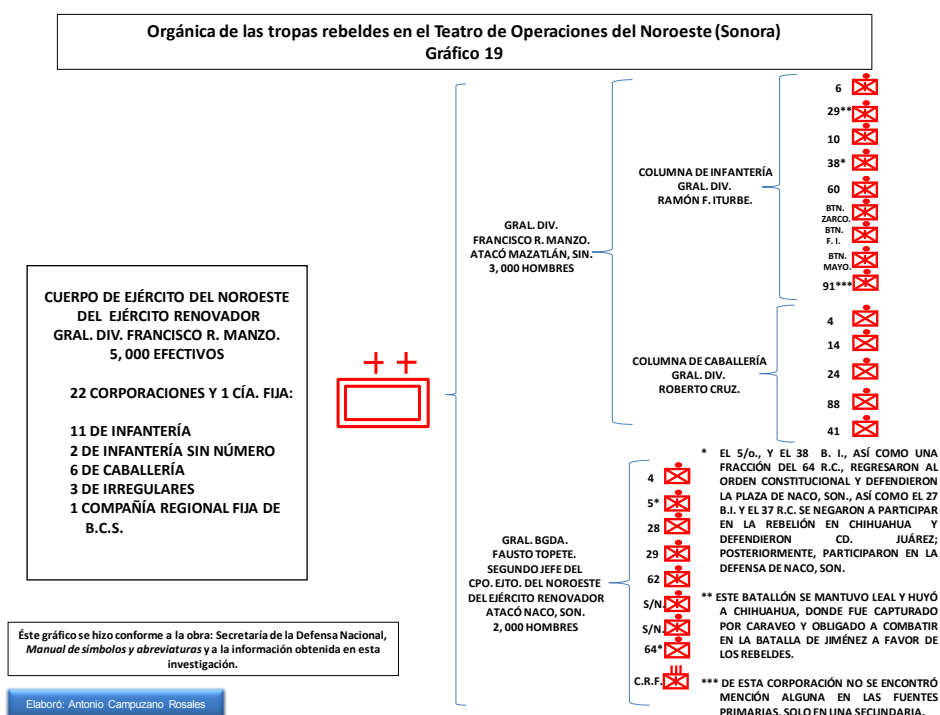 Orgánica de las tropas rebeldes en el Teatro de Operaciones del Noroeste (Sonora)
Gráfico 19
CUERPO DE EJÉRCITO DEL NOROESTE
DEL EJÉRCITO RENOVADOR
GRAL. DIV. FRANCISCO R. MANZO.
5, 000 EFECTIVOS
22 CORPORACIONES Y 1 CÍA. FIJA:
11 DE INFANTERÍA
2 DE INFANTERÍA SIN NÚMERO
6 DE CABALLERÍA
3 DE IRREGULARES
1 COMPAÑÍA REGIONAL FIJA DE
B.C.S.
GRAL. DIV.
FRANCISCO R. MANZO.
ATACÓ MAZATLÁN, SIN.
3, 000 HOMBRES
COLUMNA DE INFANTERÍA
GRAL. DIV.
RAMÓN F. ITURBE.
6
29**
10
38*
60
BTN.
ZARCO.
BTN.
F. I.
BTN.
MAYO.
91***
COLUMNA DE CABALLERÍA
GRAL. DIV.
ROBERTO CRUZ.
4
14
24
88
41
GRAL. BGDA.
FAUSTO TOPETE.
SEGUNDO JEFE DEL
CPO. EJTO. DEL NOROESTE
DEL EJÉRCITO RENOVADOR
ATACÓ NACO, SON.
2, 000 HOMBRES
4
5*
28
29
62
S/N.
S/N.
64*
C.R.F.
* EL 5/o., Y EL 38 B. I., ASÍ COMO UNA
FRACCIÓN DEL 64 R.C., REGRESARON AL
ORDEN CONSTITUCIONAL Y DEFENDIERON
LA PLAZA DE NACO, SON., ASÍ COMO EL 27
B.I. Y EL 37 R.C. SE NEGARON A PARTICIPAR
EN LA REBELIÓN EN CHIHUAHUA Y
DEFENDIERON CD. JUÁREZ;
POSTERIORMENTE, PARTICIPARON EN LA
DEFENSA DE NACO, SON.
** ESTE BATALLÓN SE MANTUVO LEAL Y HUYÓ
A CHIHUAHUA, DONDE FUE CAPTURADO
POR CARAVEO Y OBLIGADO A COMBATIR
EN LA BATALLA DE JIMÉNEZ A FAVOR DE
LOS REBELDES.
*** DE ESTA CORPORACIÓN NO SE ENCONTRÓ
MENCIÓN ALGUNA EN LAS FUENTES
PRIMARIAS, SOLO EN UNA SECUNDARIA.
Éste gráfico se hizo conforme a la obra: Secretaría de la Defensa Nacional,
Manual de símbolos y abreviaturas y a la información obtenida en esta
investigación.
Elaboró: Antonio Campuzano Rosales